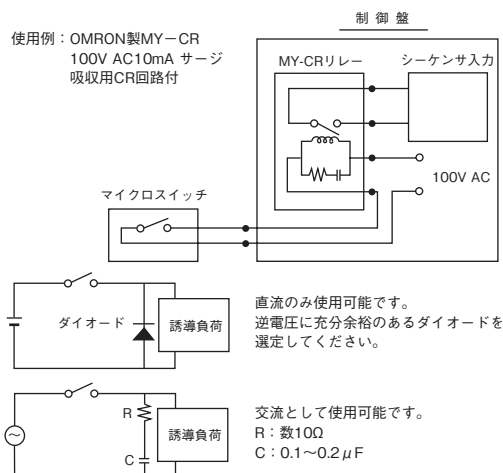 制 御 盤
使用例：OMRON製MY－CR
100V AC10mA サージ
吸収用CR回路付
MY-CRリレー
シーケンサ入力
100V AC
マイクロスイッチ
ダイオード
誘導負荷
直流のみ使用可能です。
逆電圧に充分余裕のあるダイオードを
選定してください。
R
C
誘導負荷
交流として使用可能です。
R：数10Ω
C：0.1〜0.2μF